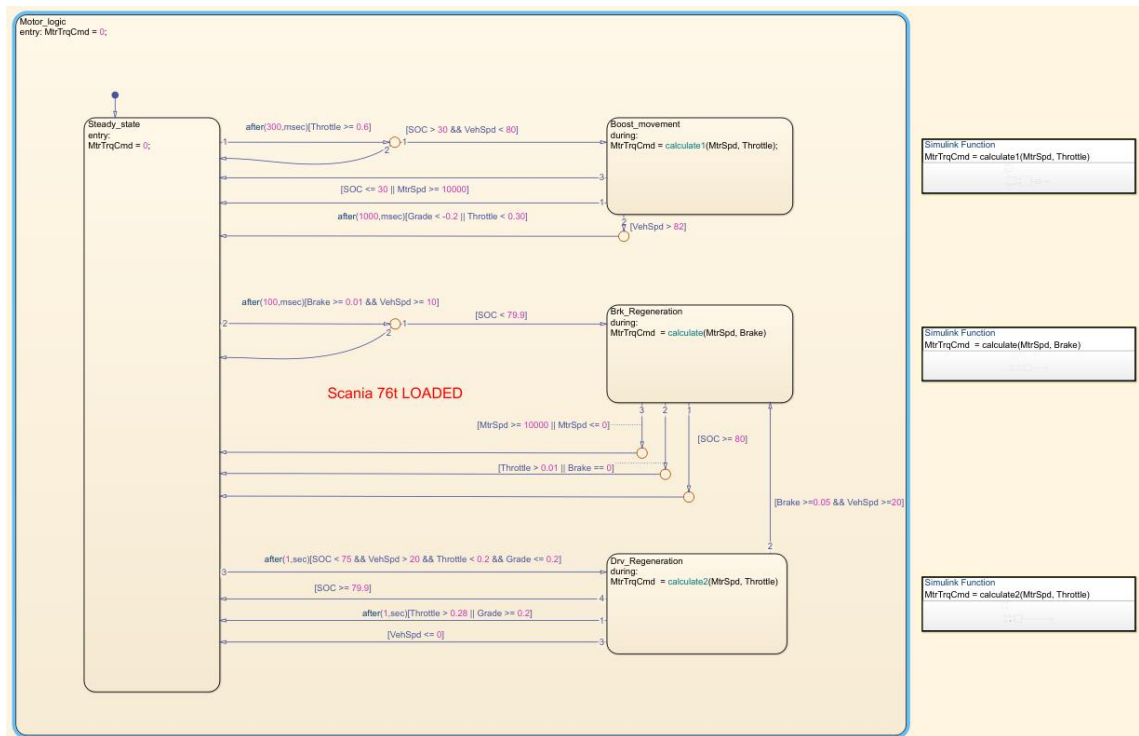 Motor_logic
entry: MtrTrqCmd = 0;
Steady_state
entry:
MtrTrqCmd = 0;
1
after(300,msec)[Throttle >= 0.6]
2
1
[SOC > 30 && VehSpd < 80]
Boost_movement
during:
MtrTrqCmd = calculate1(MtrSpd, Throttle);
3
[SOC <= 30 || MtrSpd >= 10000]
1
after(1000,msec)[Grade < -0.2 || Throttle < 0.30]
2
[VehSpd > 82]
Simulink Function
MtrTrqCmd = calculate1(MtrSpd, Throttle)
after(100,msec)[Brake >= 0.01 && VehSpd >= 10]
2
2
1
[SOC < 79.9]
Brk_Regeneration
during:
MtrTrqCmd = calculate(MtrSpd, Brake)
Simulink Function
MtrTrqCmd = calculate(MtrSpd, Brake)
Scania 76t LOADED
3
2
1
[MtrSpd >= 10000 || MtrSpd <= 0]
[SOC >= 80]
[Throttle > 0.01 || Brake == 0]
[Brake >=0.05 && VehSpd >=20]
2
after(1,sec)[SOC < 75 && VehSpd > 20 && Throttle < 0.2 && Grade <= 0.2]
3
Drv_Regeneration
during:
MtrTrqCmd = calculate2(MtrSpd, Throttle)
[SOC >= 79.9]
4
after(1,sec)[Throttle > 0.28 || Grade >= 0.2]
1
[VehSpd <= 0]
3
Simulink Function
MtrTrqCmd = calculate2(MtrSpd, Throttle)